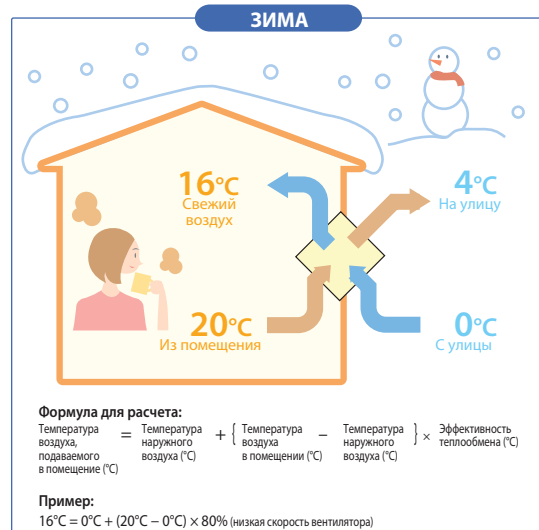 ЗИМА
16°C
Свежий
воздух
4°C
На улицу
20°C
Из помещения
0°C
С улицы
Формула для расчета:
Температура воздуха, подаваемого в помещение (°C) = Температура наружного воздуха (°C) + { Температура воздуха в помещении (°C) − Температура наружного воздуха (°C) } × Эффективность теплообмена (°C)
Пример:
16°C = 0°C + (20°C − 0°C) × 80% (низкая скорость вентилятора)